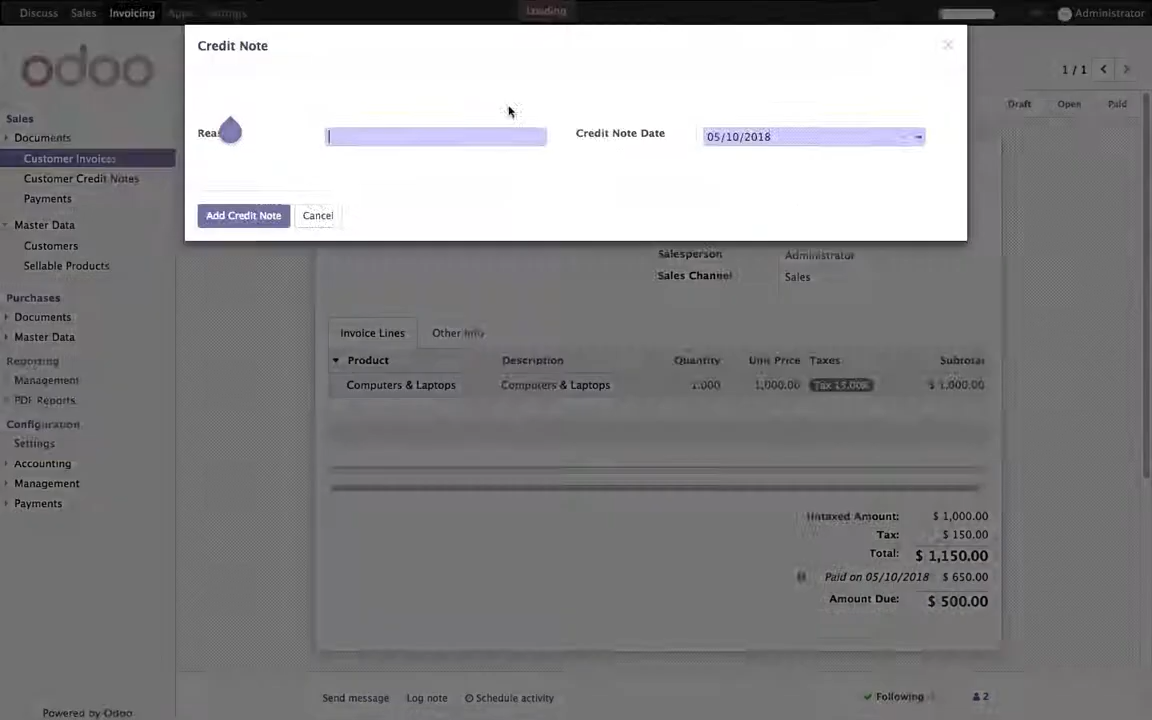 Discuss Sales Invoicing Apps Settings
Loading
Administrator
odoo
Credit Note
1 / 1
Draft Open Paid
Credit Note Date
05/10/2018
Add Credit Note Cancel
Sales
Documents
Customer Invoices
Customer Credit Notes
Payments
Master Data
Customers
Sellable Products
Purchases
Documents
Master Data
Reporting
Management
PDF Reports
Configuration
Settings
Accounting
Management
Payments
Powered by Odoo
Salesperson Administrator
Sales Channel Sales
Invoice Lines Other Info
Product Description Quantity Unit Price Taxes Subtotal
Computers & Laptops Computers & Laptops 1.000 1,000.00 Tax 15.00% $ 1,000.00
Untaxed Amount: $ 1,000.00
Tax: $ 150.00
Total: $ 1,150.00
Paid on 05/10/2018 $ 650.00
Amount Due: $ 500.00
Send message Log note Schedule activity Following 2